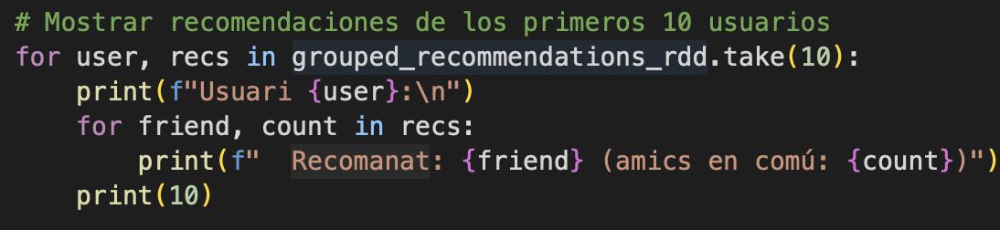 # Mostrar recomendaciones de los primeros 10 usuarios
for user, recs in grouped_recommendations_rdd.take(10):
    print(f"Usuari {user}:\n")
    for friend, count in recs:
        print(f"  Recomanat: {friend} (amics en comú: {count})")
    print(10)